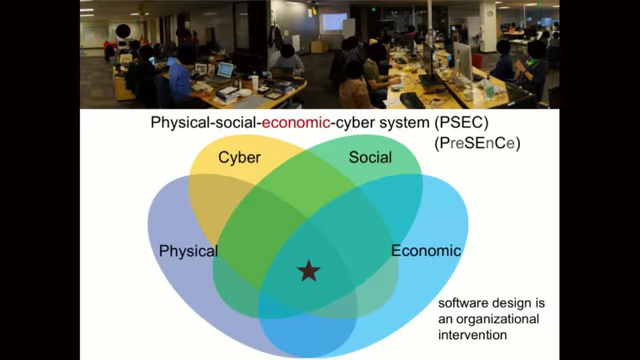 Physical-social-economic-cyber system (PSEC)
(PreSEnCe)
Cyber
Social
Physical
Economic
software design is
an organizational
intervention